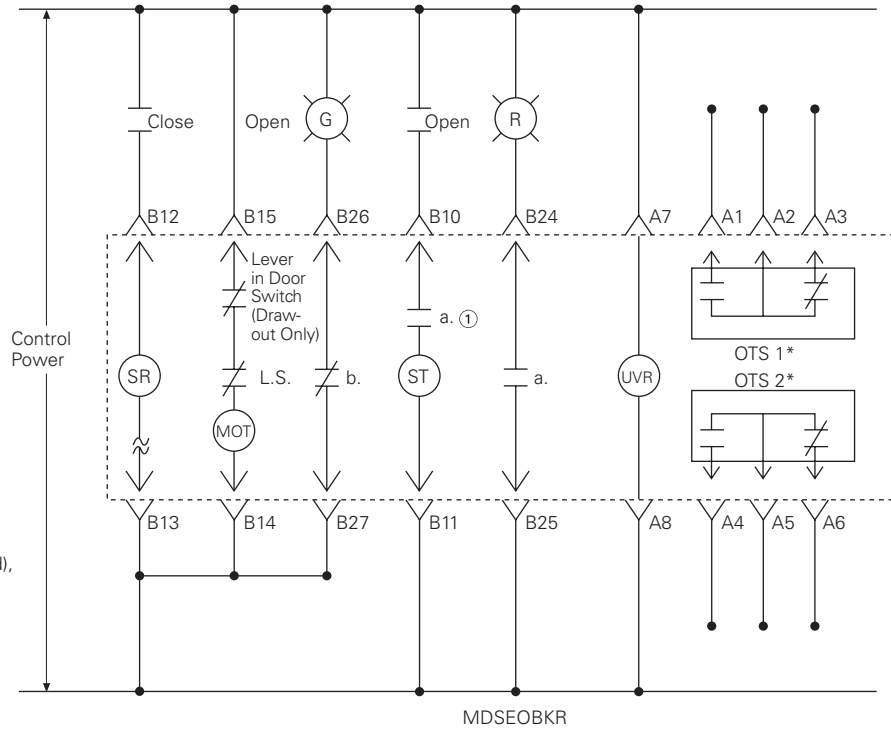 Close
Open
G
Open
R
B12
B15
B26
B10
B24
A7
A1
A2
A3
Lever
in Door
Switch
(Draw-
out Only)
a. ①
Control
Power
OTS 1*
OTS 2*
SR
L.S.
b.
ST
a.
UVR
MOT
B13
B14
B27
B11
B25
A8
A4
A5
A6
),
MDSEOBKR